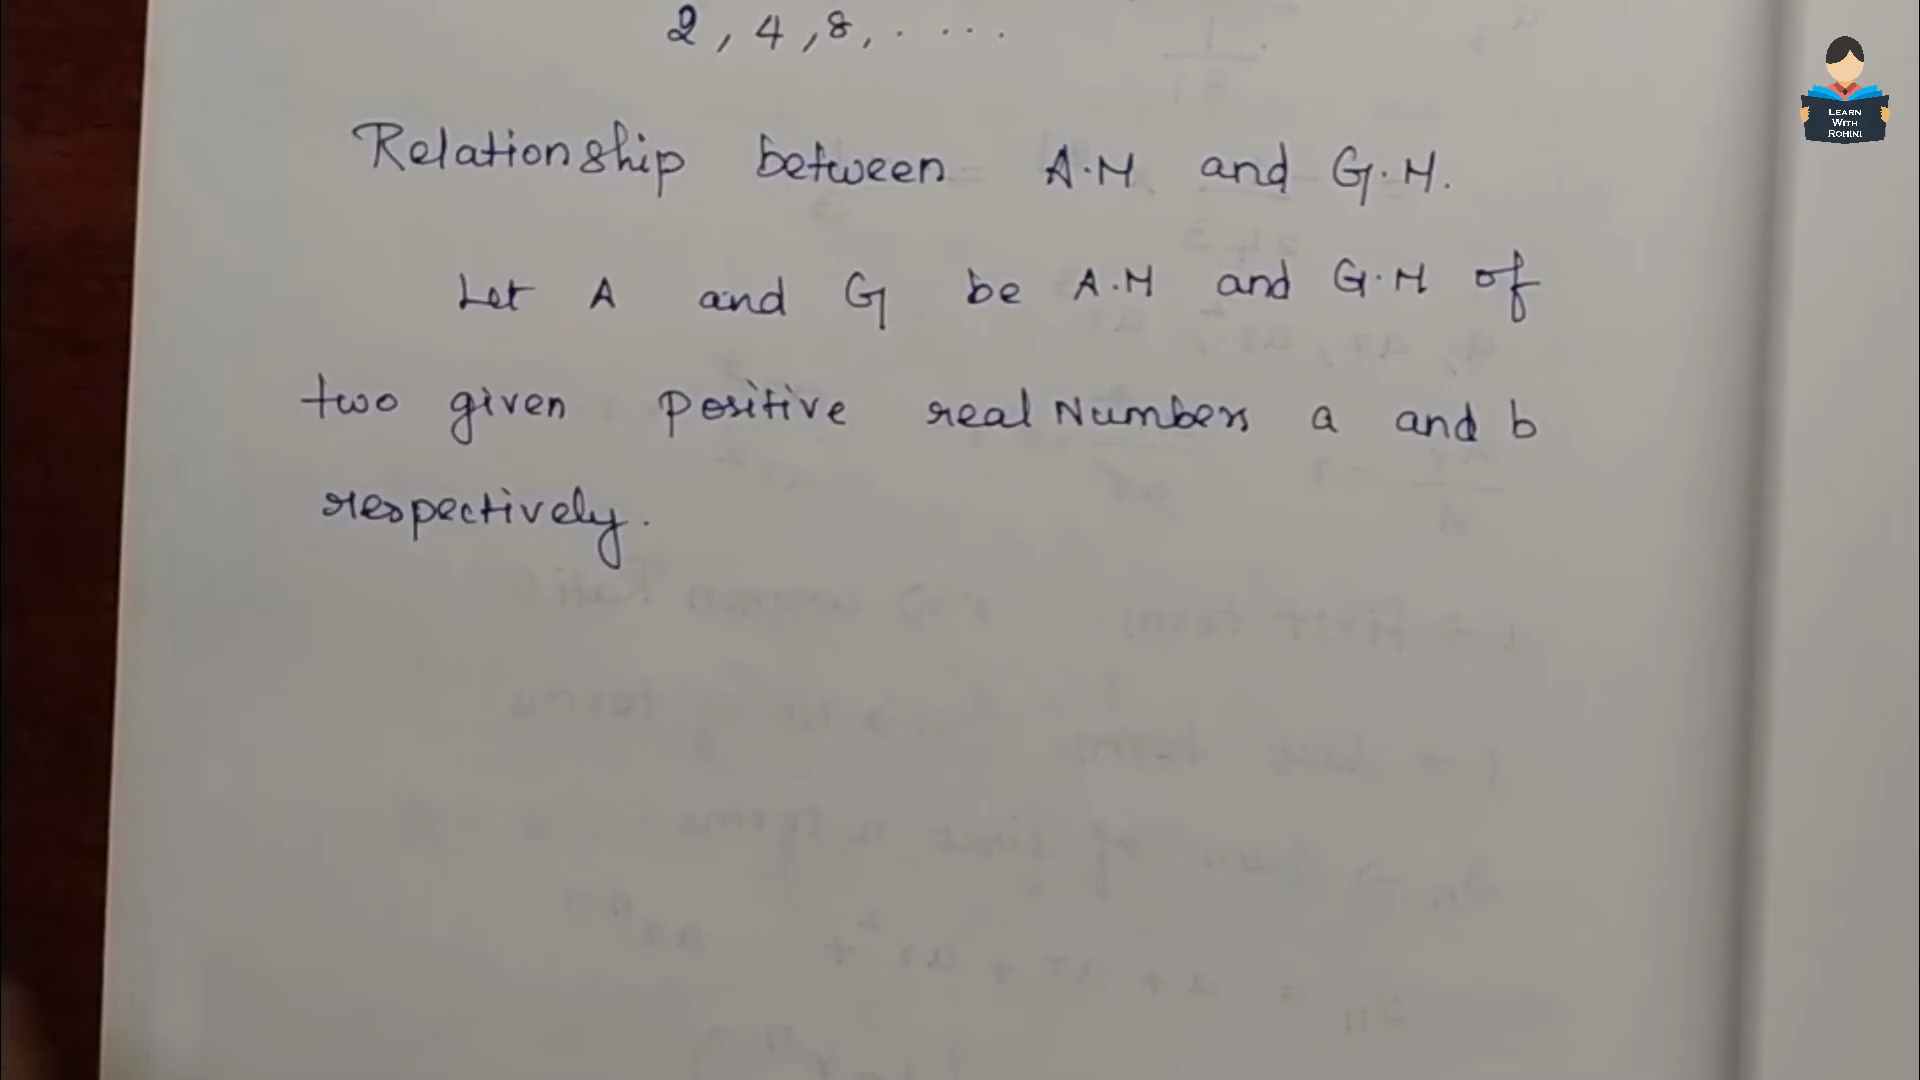 2, 4, 8, . . . .
Relationship between A.M and G.M.
Let A and G be A.M and G.M of
two given positive real Numbers a and b
respectively.
LEARN
WITH
ROHINI